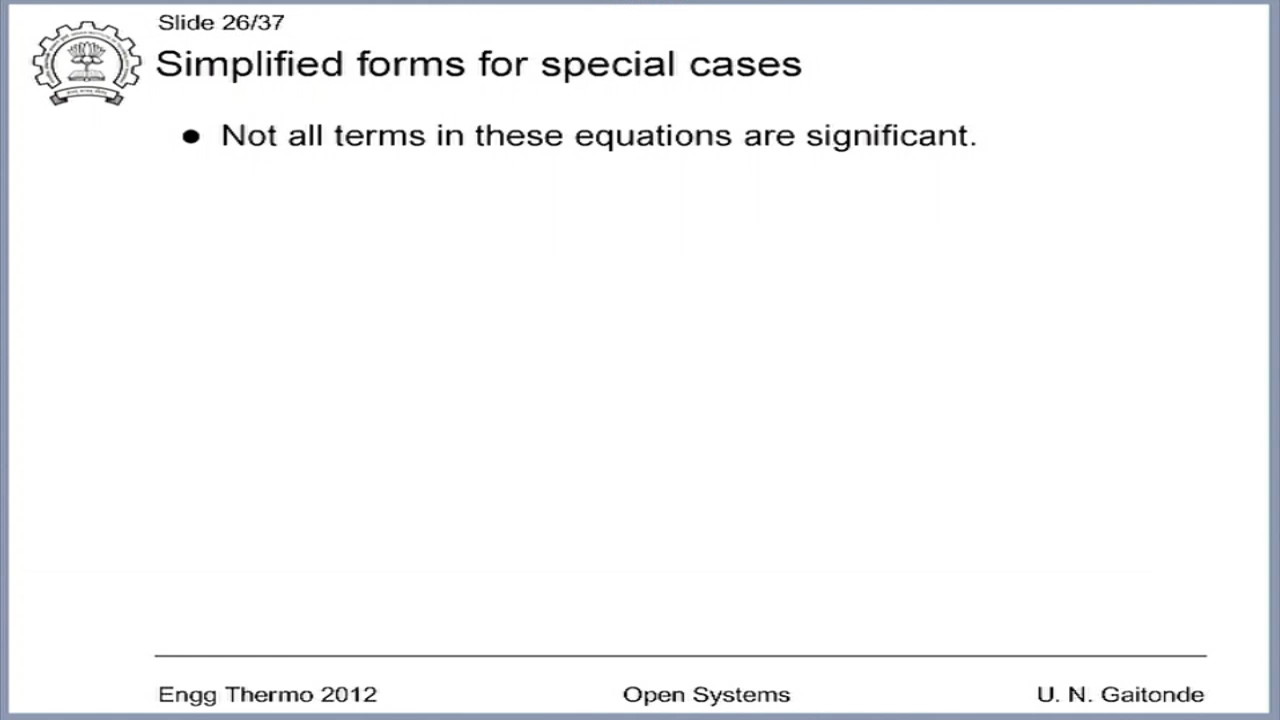 Slide 26/37
Simplified forms for special cases
● Not all terms in these equations are significant.
Engg Thermo 2012 Open Systems U. N. Gaitonde